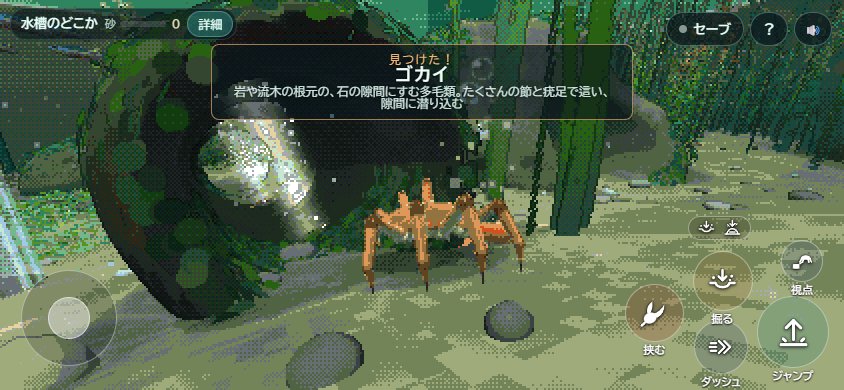 水槽のどこか 砂 0 詳細
セーブ ?
見つけた！
ゴカイ
岩や流木の根元の、石の隙間にすむ多毛類。たくさんの節と疣足で這い、
隙間に潜り込む
視点
掘る
挟む
ジャンプ
ダッシュ